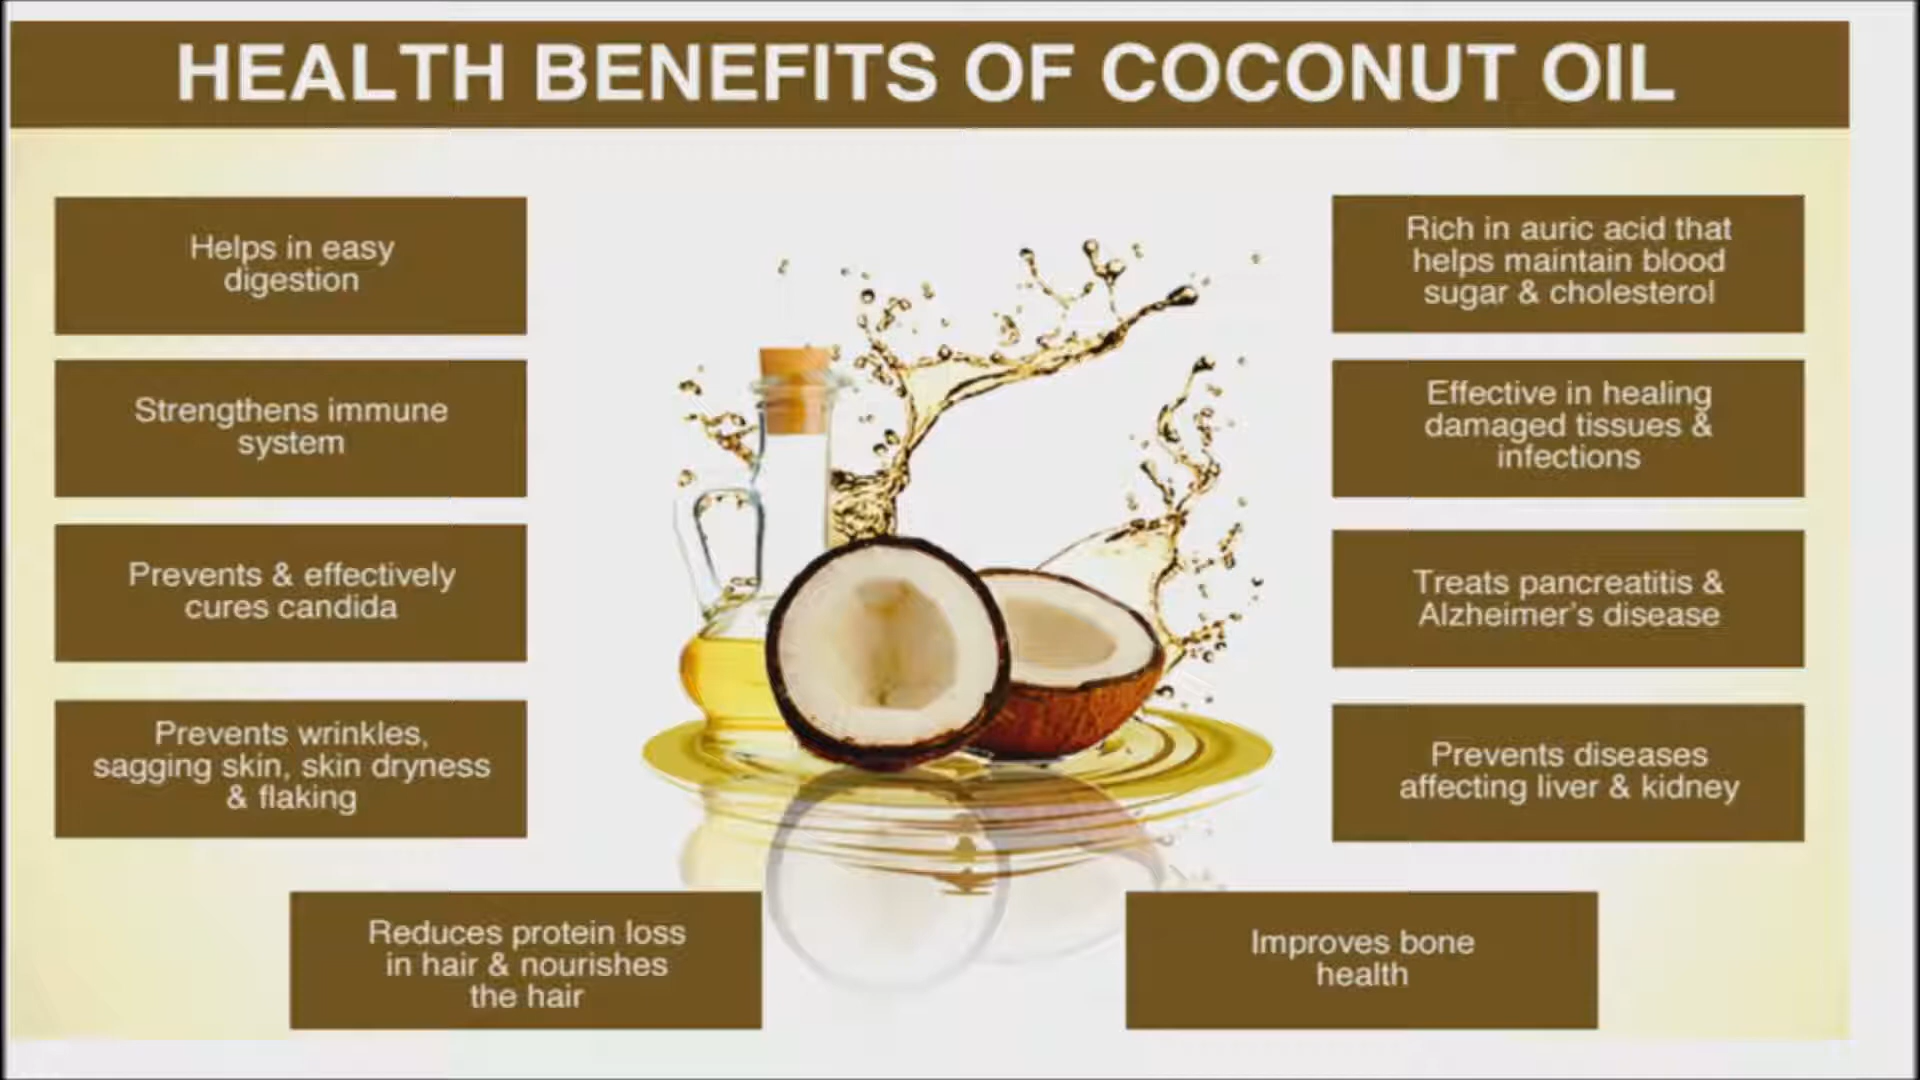 HEALTH BENEFITS OF COCONUT OIL
Helps in easy
digestion
Strengthens immune
system
Prevents & effectively
cures candida
Prevents wrinkles,
sagging skin, skin dryness
& flaking
Reduces protein loss
in hair & nourishes
the hair
Rich in auric acid that
helps maintain blood
sugar & cholesterol
Effective in healing
damaged tissues &
infections
Treats pancreatitis &
Alzheimer's disease
Prevents diseases
affecting liver & kidney
Improves bone
health